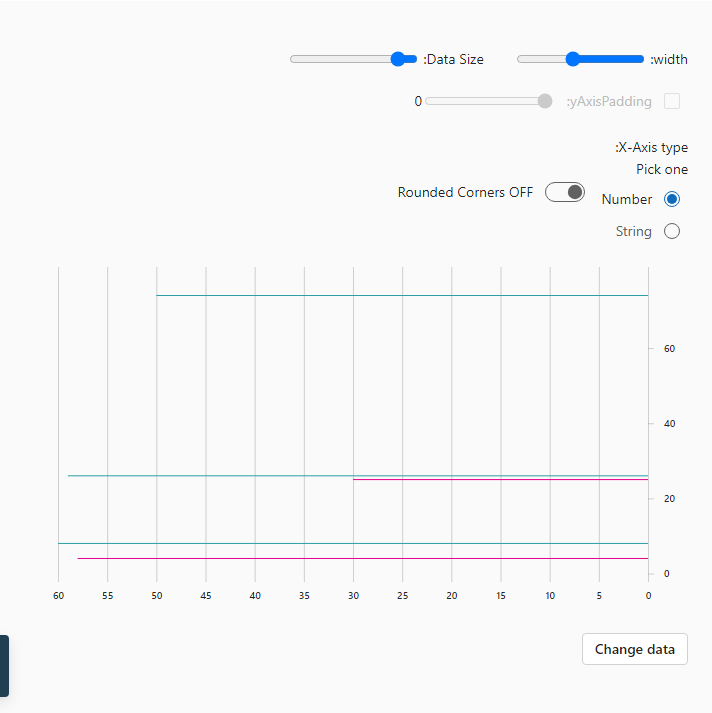 :width
:Data Size
:yAxisPadding
0
:X-Axis type
Pick one
Number
String
Rounded Corners OFF
60
40
20
0
60 55 50 45 40 35 30 25 20 15 10 5 0
Change data